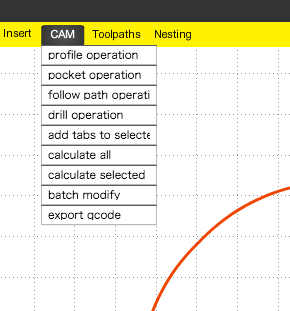 Insert CAM Toolpaths Nesting
profile operation
pocket operation
follow path operati
drill operation
add tabs to selecte
calculate all
calculate selected
batch modify
export gcode